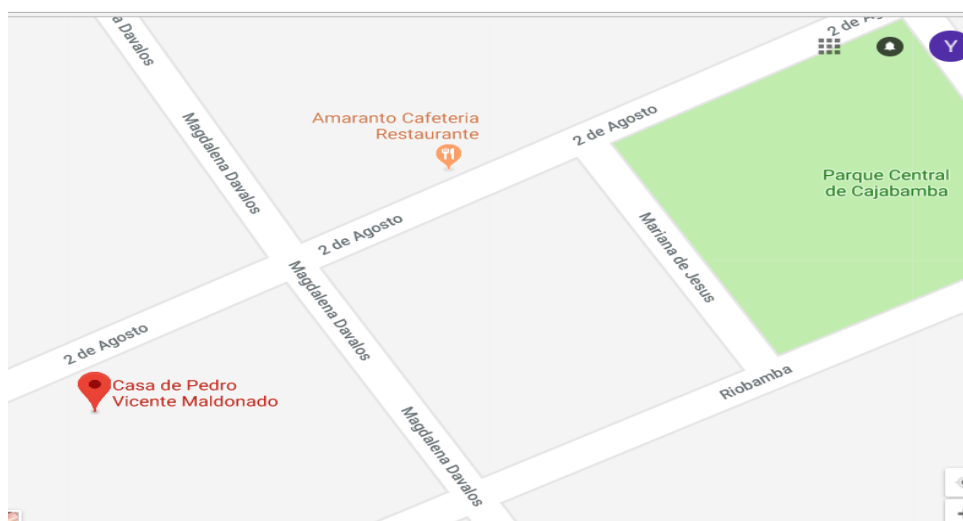 2 de Ag
a Davalos
Y
Amaranto Cafeteria
Restaurante
2 de Agosto
Magdalena Davalos
Parque Central
de Cajabamba
2 de Agosto
Mariana de Jesus
Magdalena Davalos
2 de Agosto
Casa de Pedro
Vicente Maldonado
Riobamba
Magdalena Davalos